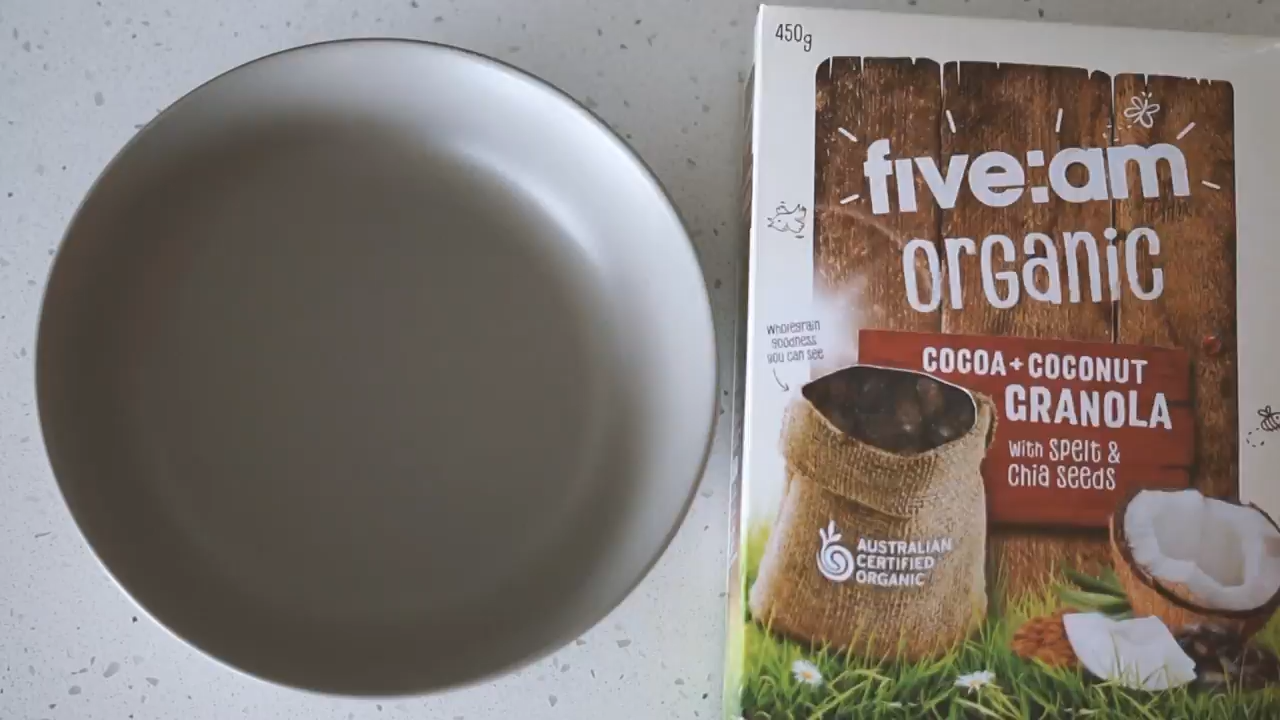 450g
five:am
organic
Wholegrain
goodness
you can see
COCOA + COCONUT
GRANOLA
with Spelt &
Chia Seeds
AUSTRALIAN
CERTIFIED
ORGANIC